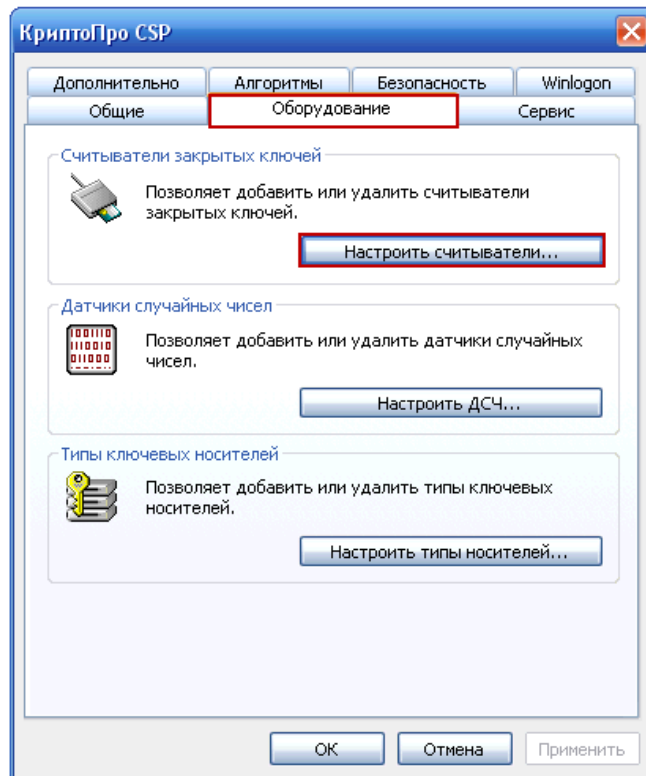 КриптоПро CSP
Дополнительно Алгоритмы Безопасность Winlogon
Общие Оборудование Сервис
Считыватели закрытых ключей
Позволяет добавить или удалить считыватели
закрытых ключей.
Настроить считыватели...
Датчики случайных чисел
Позволяет добавить или удалить датчики случайных
чисел.
Настроить ДСЧ...
Типы ключевых носителей
Позволяет добавить или удалить типы ключевых
носителей.
Настроить типы носителей...
ОК Отмена Применить